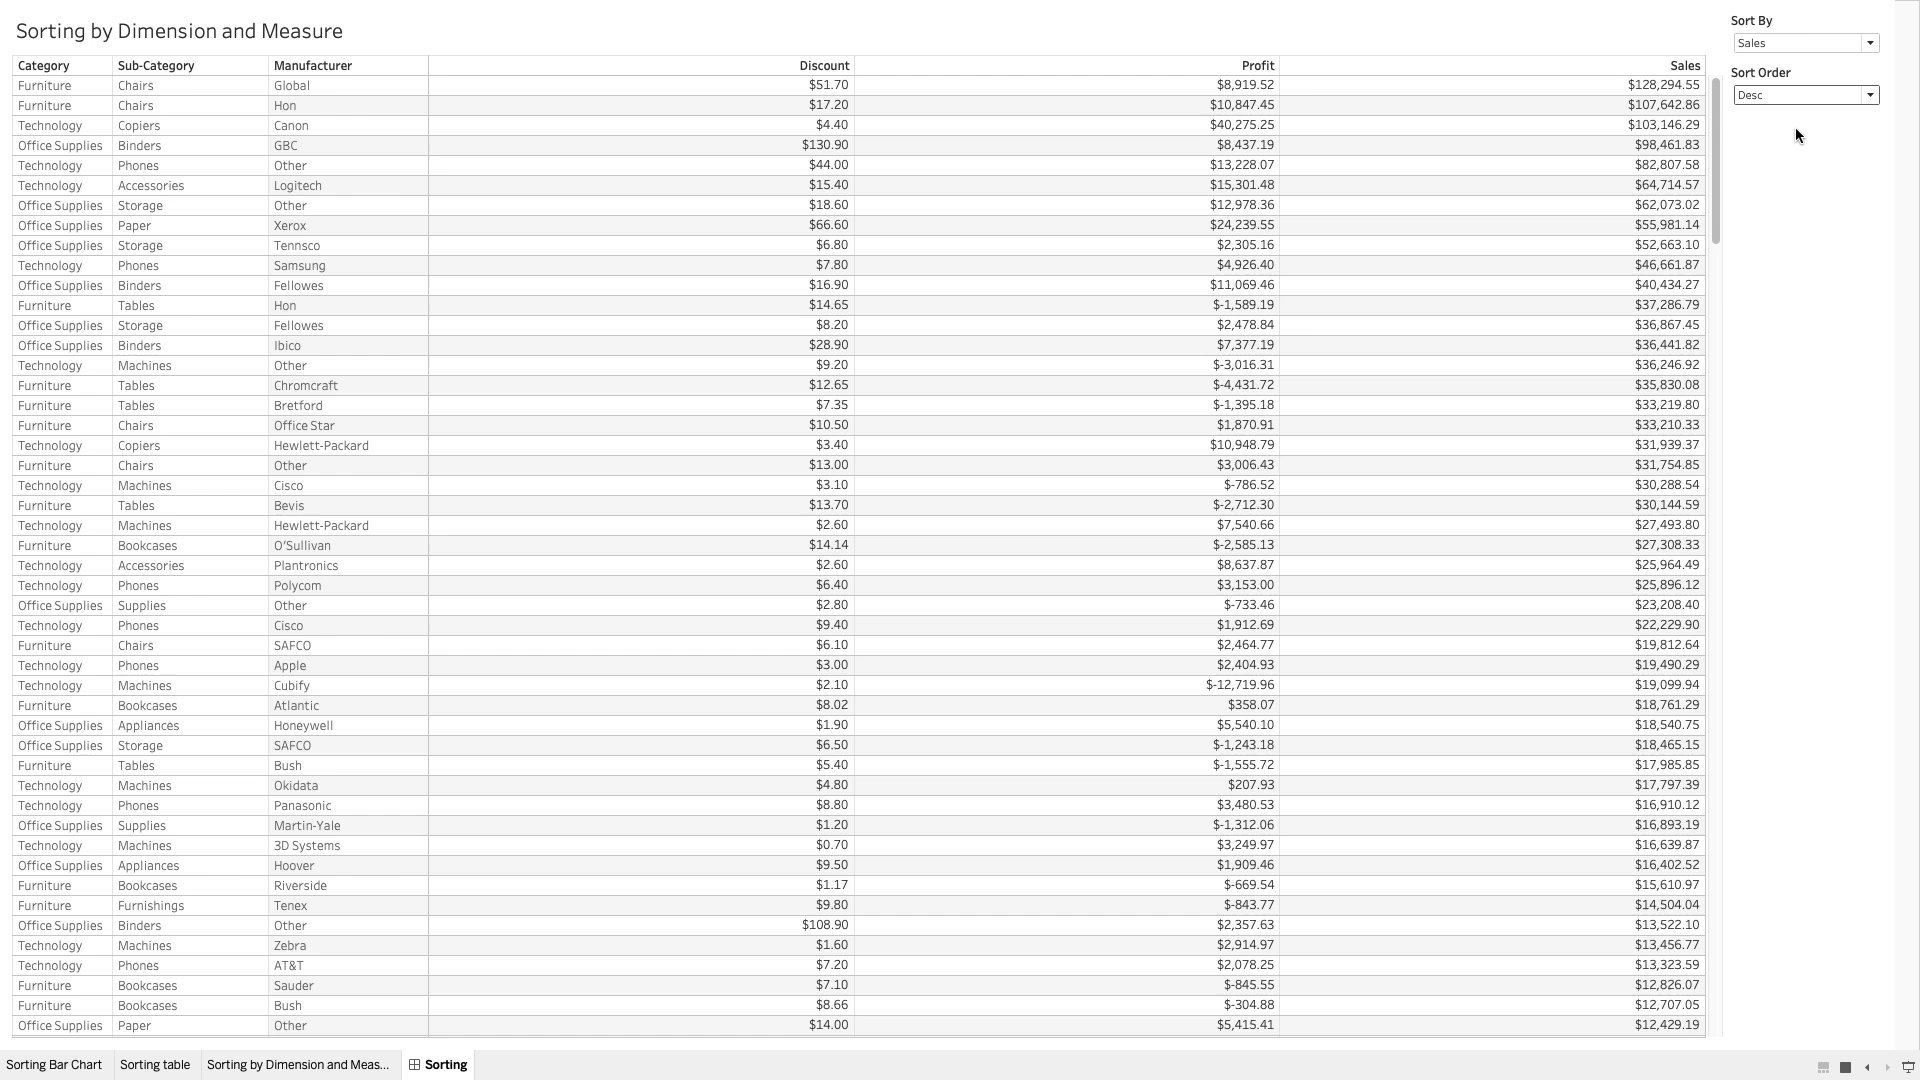 Sorting by Dimension and Measure
Sort By
Sales
Sort Order
Desc
Category Sub-Category Manufacturer Discount Profit Sales
Furniture Chairs Global $51.70 $8,919.52 $128,294.55
Furniture Chairs Hon $17.20 $10,847.45 $107,642.86
Technology Copiers Canon $4.40 $40,275.25 $103,146.29
Office Supplies Binders GBC $130.90 $8,437.19 $98,461.83
Technology Phones Other $44.00 $13,228.07 $82,807.58
Technology Accessories Logitech $15.40 $15,301.48 $64,714.57
Office Supplies Storage Other $18.60 $12,978.36 $62,073.02
Office Supplies Paper Xerox $66.60 $24,239.55 $55,981.14
Office Supplies Storage Tennsco $6.80 $2,305.16 $52,663.10
Technology Phones Samsung $7.80 $4,926.40 $46,661.87
Office Supplies Binders Fellowes $16.90 $11,069.46 $40,434.27
Furniture Tables Hon $14.65 $-1,589.19 $37,286.79
Office Supplies Storage Fellowes $8.20 $2,478.84 $36,867.45
Office Supplies Binders Ibico $28.90 $7,377.19 $36,441.82
Technology Machines Other $9.20 $-3,016.31 $36,246.92
Furniture Tables Chromcraft $12.65 $-4,431.72 $35,830.08
Furniture Tables Bretford $7.35 $-1,395.18 $33,219.80
Furniture Chairs Office Star $10.50 $1,870.91 $33,210.33
Technology Copiers Hewlett-Packard $3.40 $10,948.79 $31,939.37
Furniture Chairs Other $13.00 $3,006.43 $31,754.85
Technology Machines Cisco $3.10 $-786.52 $30,288.54
Furniture Tables Bevis $13.70 $-2,712.30 $30,144.59
Technology Machines Hewlett-Packard $2.60 $7,540.66 $27,493.80
Furniture Bookcases O'Sullivan $14.14 $-2,585.13 $27,308.33
Technology Accessories Plantronics $2.60 $8,637.87 $25,964.49
Technology Phones Polycom $6.40 $3,153.00 $25,896.12
Office Supplies Supplies Other $2.80 $-733.46 $23,208.40
Technology Phones Cisco $9.40 $1,912.69 $22,229.90
Furniture Chairs SAFCO $6.10 $2,464.77 $19,812.64
Technology Phones Apple $3.00 $2,404.93 $19,490.29
Technology Machines Cubify $2.10 $-12,719.96 $19,099.94
Furniture Bookcases Atlantic $8.02 $358.07 $18,761.29
Office Supplies Appliances Honeywell $1.90 $5,540.10 $18,540.75
Office Supplies Storage SAFCO $6.50 $-1,243.18 $18,465.15
Furniture Tables Bush $5.40 $-1,555.72 $17,985.85
Technology Machines Okidata $4.80 $207.93 $17,797.39
Technology Phones Panasonic $8.80 $3,480.53 $16,910.12
Office Supplies Supplies Martin-Yale $1.20 $-1,312.06 $16,893.19
Technology Machines 3D Systems $0.70 $3,249.97 $16,639.87
Office Supplies Appliances Hoover $9.50 $1,909.46 $16,402.52
Furniture Bookcases Riverside $1.17 $-669.54 $15,610.97
Furniture Furnishings Tenex $9.80 $-843.77 $14,504.04
Office Supplies Binders Other $108.90 $2,357.63 $13,522.10
Technology Machines Zebra $1.60 $2,914.97 $13,456.77
Technology Phones AT&T $7.20 $2,078.25 $13,323.59
Furniture Bookcases Sauder $7.10 $-845.55 $12,826.07
Furniture Bookcases Bush $8.66 $-304.88 $12,707.05
Office Supplies Paper Other $14.00 $5,415.41 $12,429.19
Sorting Bar Chart Sorting table Sorting by Dimension and Meas... Sorting